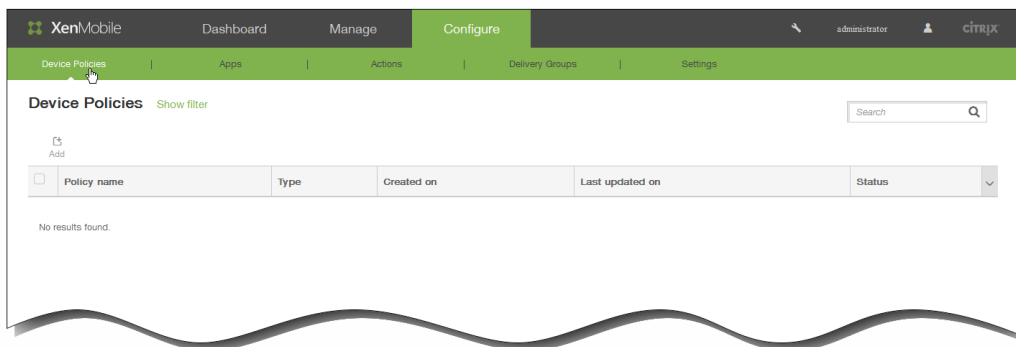 XenMobile Dashboard Manage Configure administrator CITRIX
Device Policies | Apps | Actions | Delivery Groups | Settings
Device Policies Show filter
Search
Add
Policy name Type Created on Last updated on Status
No results found.